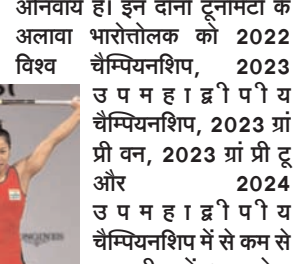 अनिवार्य है। इन दोनों टूर्नामेंटों के
अलावा भारोत्तोलक को 2022
विश्व चैम्पियनशिप, 2023
उपमहाद्वीपीय
चैम्पियनशिप, 2023 ग्रां
प्री वन, 2023 ग्रां प्री टू
और 2024
उपमहाद्वीपीय
चैम्पियनशिप में से कम से